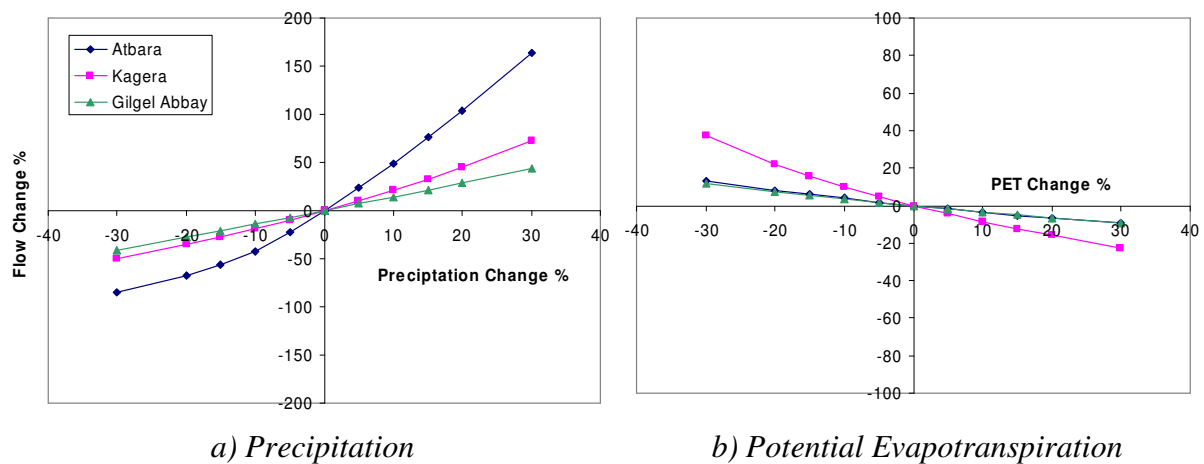 200
150
100
50
0
-50
-100
-150
-200
-40 -30 -20 -10 0 10 20 30 40
Flow Change %
Preciptation Change %
Atbara
Kagera
Gilgel Abbay
100
80
60
40
20
0
-20
-40
-60
-80
-100
-40 -30 -20 -10 0 10 20 30 40
PET Change %
a) Precipitation
b) Potential Evapotranspiration